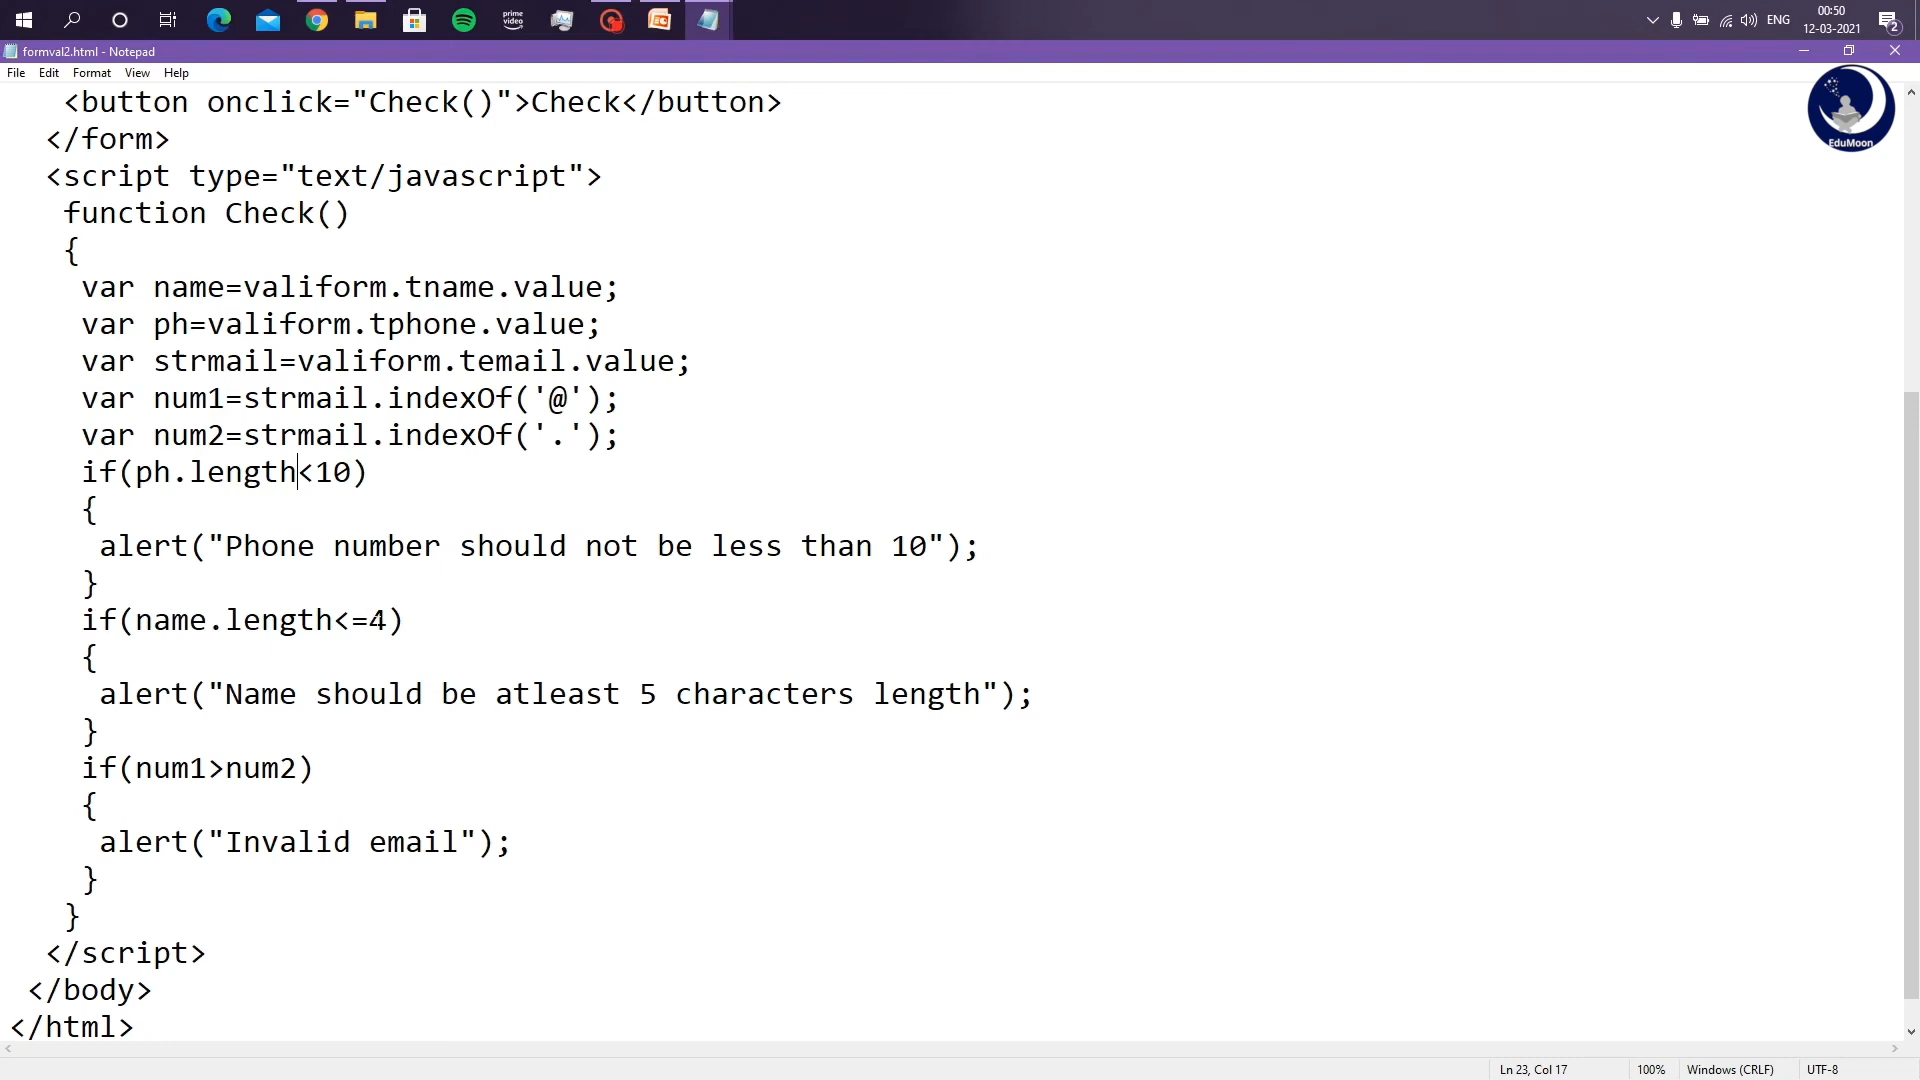 prime
video
ENG
00:50
12-03-2021
2
formval2.html - Notepad
File Edit Format View Help
<button onclick="Check()">Check</button>
</form>
<script type="text/javascript">
function Check()
{
var name=valiform.tname.value;
var ph=valiform.tphone.value;
var strmail=valiform.temail.value;
var num1=strmail.indexOf('@');
var num2=strmail.indexOf('.');
if(ph.length<10)
{
alert("Phone number should not be less than 10");
}
if(name.length<=4)
{
alert("Name should be atleast 5 characters length");
}
if(num1>num2)
{
alert("Invalid email");
}
}
</script>
</body>
</html>
EduMoon
Ln 23, Col 17 100% Windows (CRLF) UTF-8